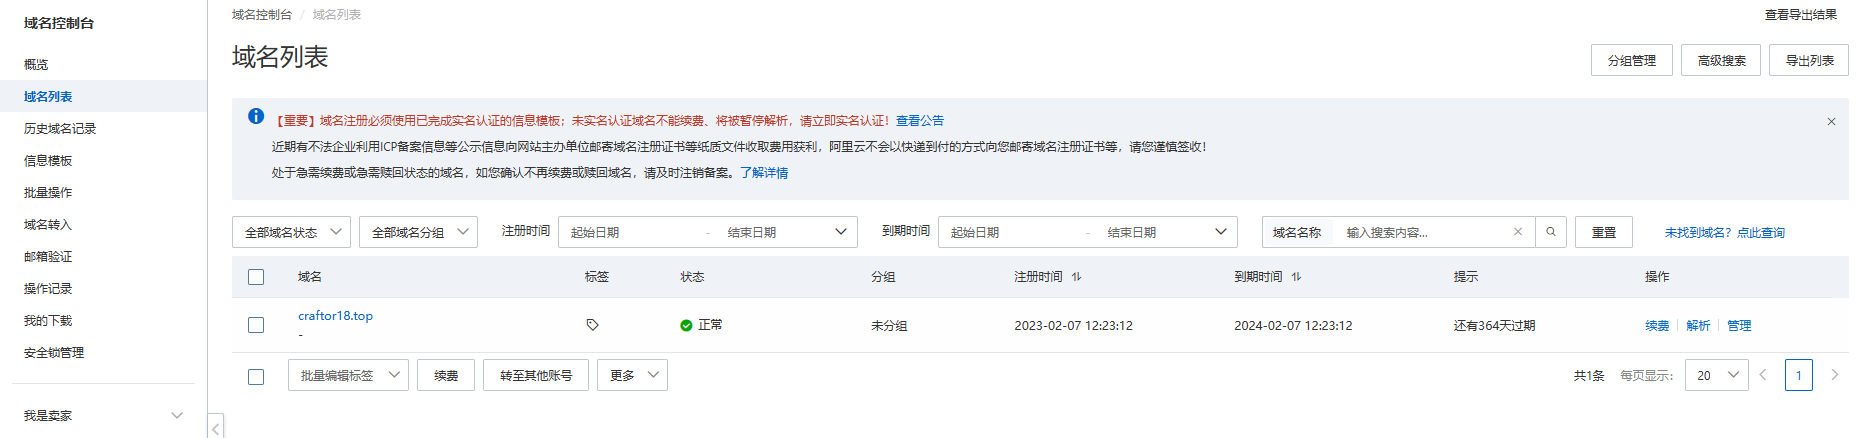 域名控制台
概览
域名列表
历史域名记录
信息模板
批量操作
域名转入
邮箱验证
操作记录
我的下载
安全锁管理
我是卖家
域名控制台 / 域名列表
查看导出结果
域名列表
分组管理 高级搜索 导出列表
【重要】域名注册必须使用已完成实名认证的信息模板；未实名认证域名不能续费、将被暂停解析，请立即实名认证！查看公告
近期有不法企业利用ICP备案信息等公示信息向网站主办单位邮寄域名注册证书等纸质文件收取费用获利，阿里云不会以快递到付的方式向您邮寄域名注册证书等，请您谨慎签收！
处于急需续费或急需赎回状态的域名，如您确认不再续费或赎回域名，请及时注销备案。了解详情
全部域名状态 全部域名分组 注册时间 起始日期 - 结束日期 到期时间 起始日期 - 结束日期 域名名称 输入搜索内容... 重置 未找到域名？点此查询
域名 标签 状态 分组 注册时间 到期时间 提示 操作
craftor18.top
-
正常 未分组 2023-02-07 12:23:12 2024-02-07 12:23:12 还有364天过期 续费 解析 管理
批量编辑标签 续费 转至其他账号 更多 共1条 每页显示： 20 1